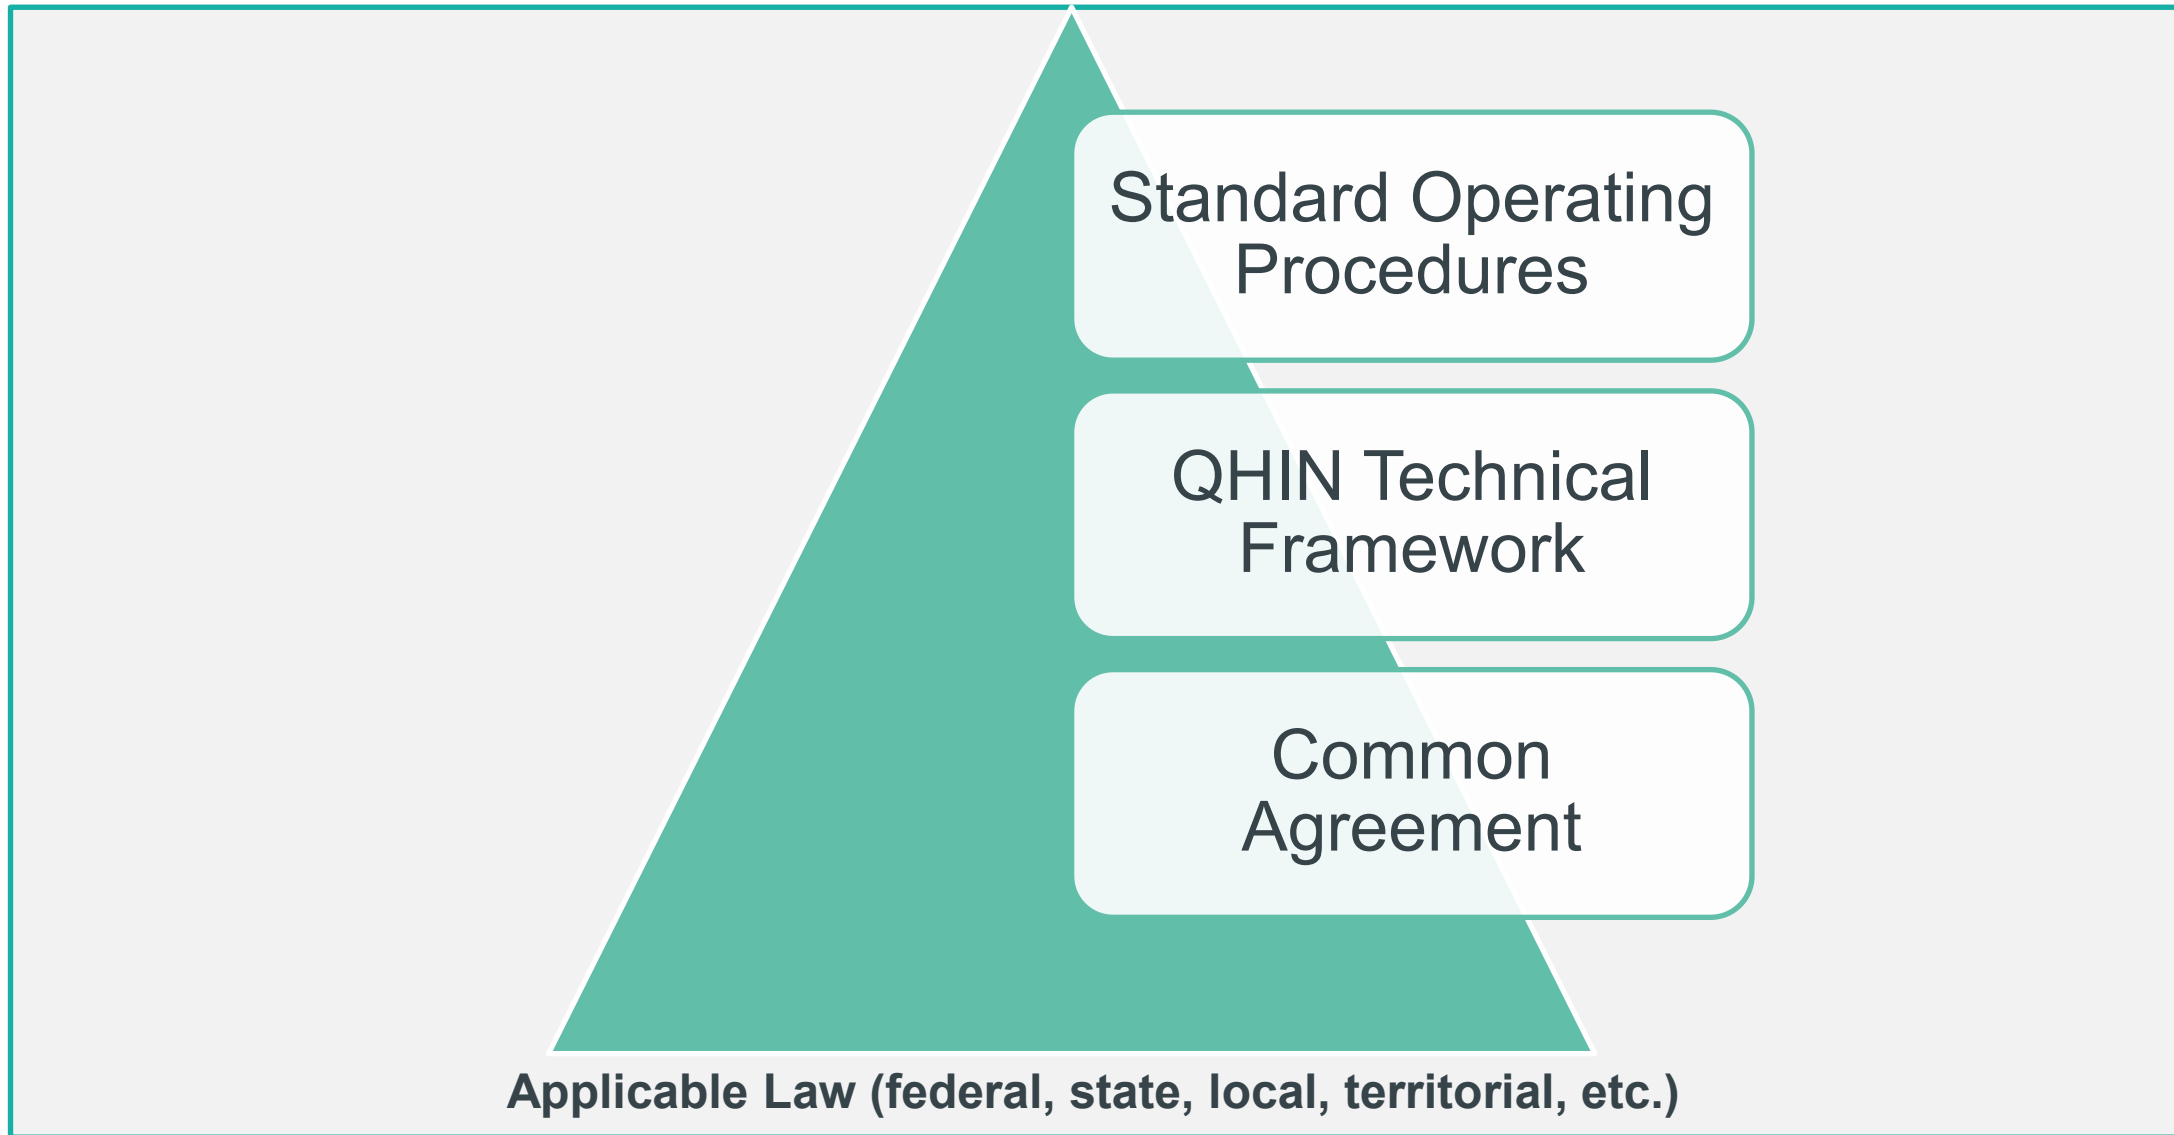 Standard Operating
Procedures
QHIN Technical
Framework
Common
Agreement
Applicable Law (federal, state, local, territorial, etc.)